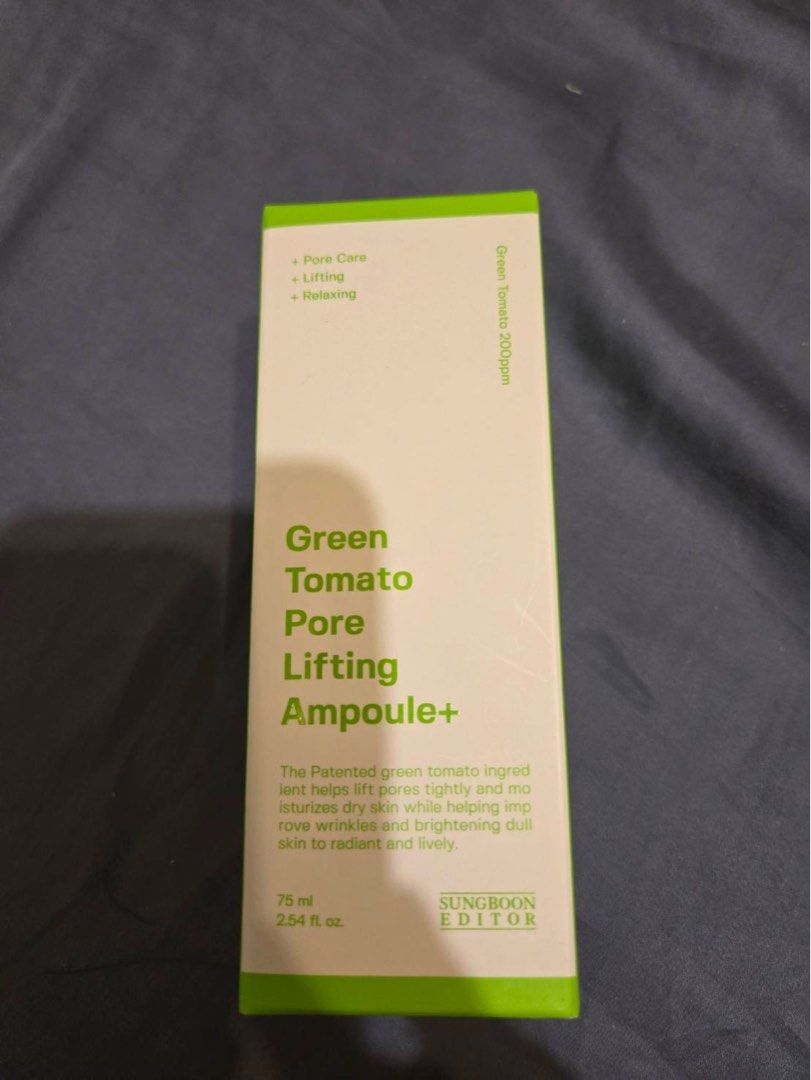 + Pore Care
+ Lifting
+ Relaxing
Green Tomato 200ppm
Green
Tomato
Pore
Lifting
Ampoule+
The Patented green tomato ingred
ient helps lift pores tightly and mo
isturizes dry skin while helping imp
rove wrinkles and brightening dull
skin to radiant and lively.
75 ml
2.54 fl. oz.
SUNGBOON
EDITOR